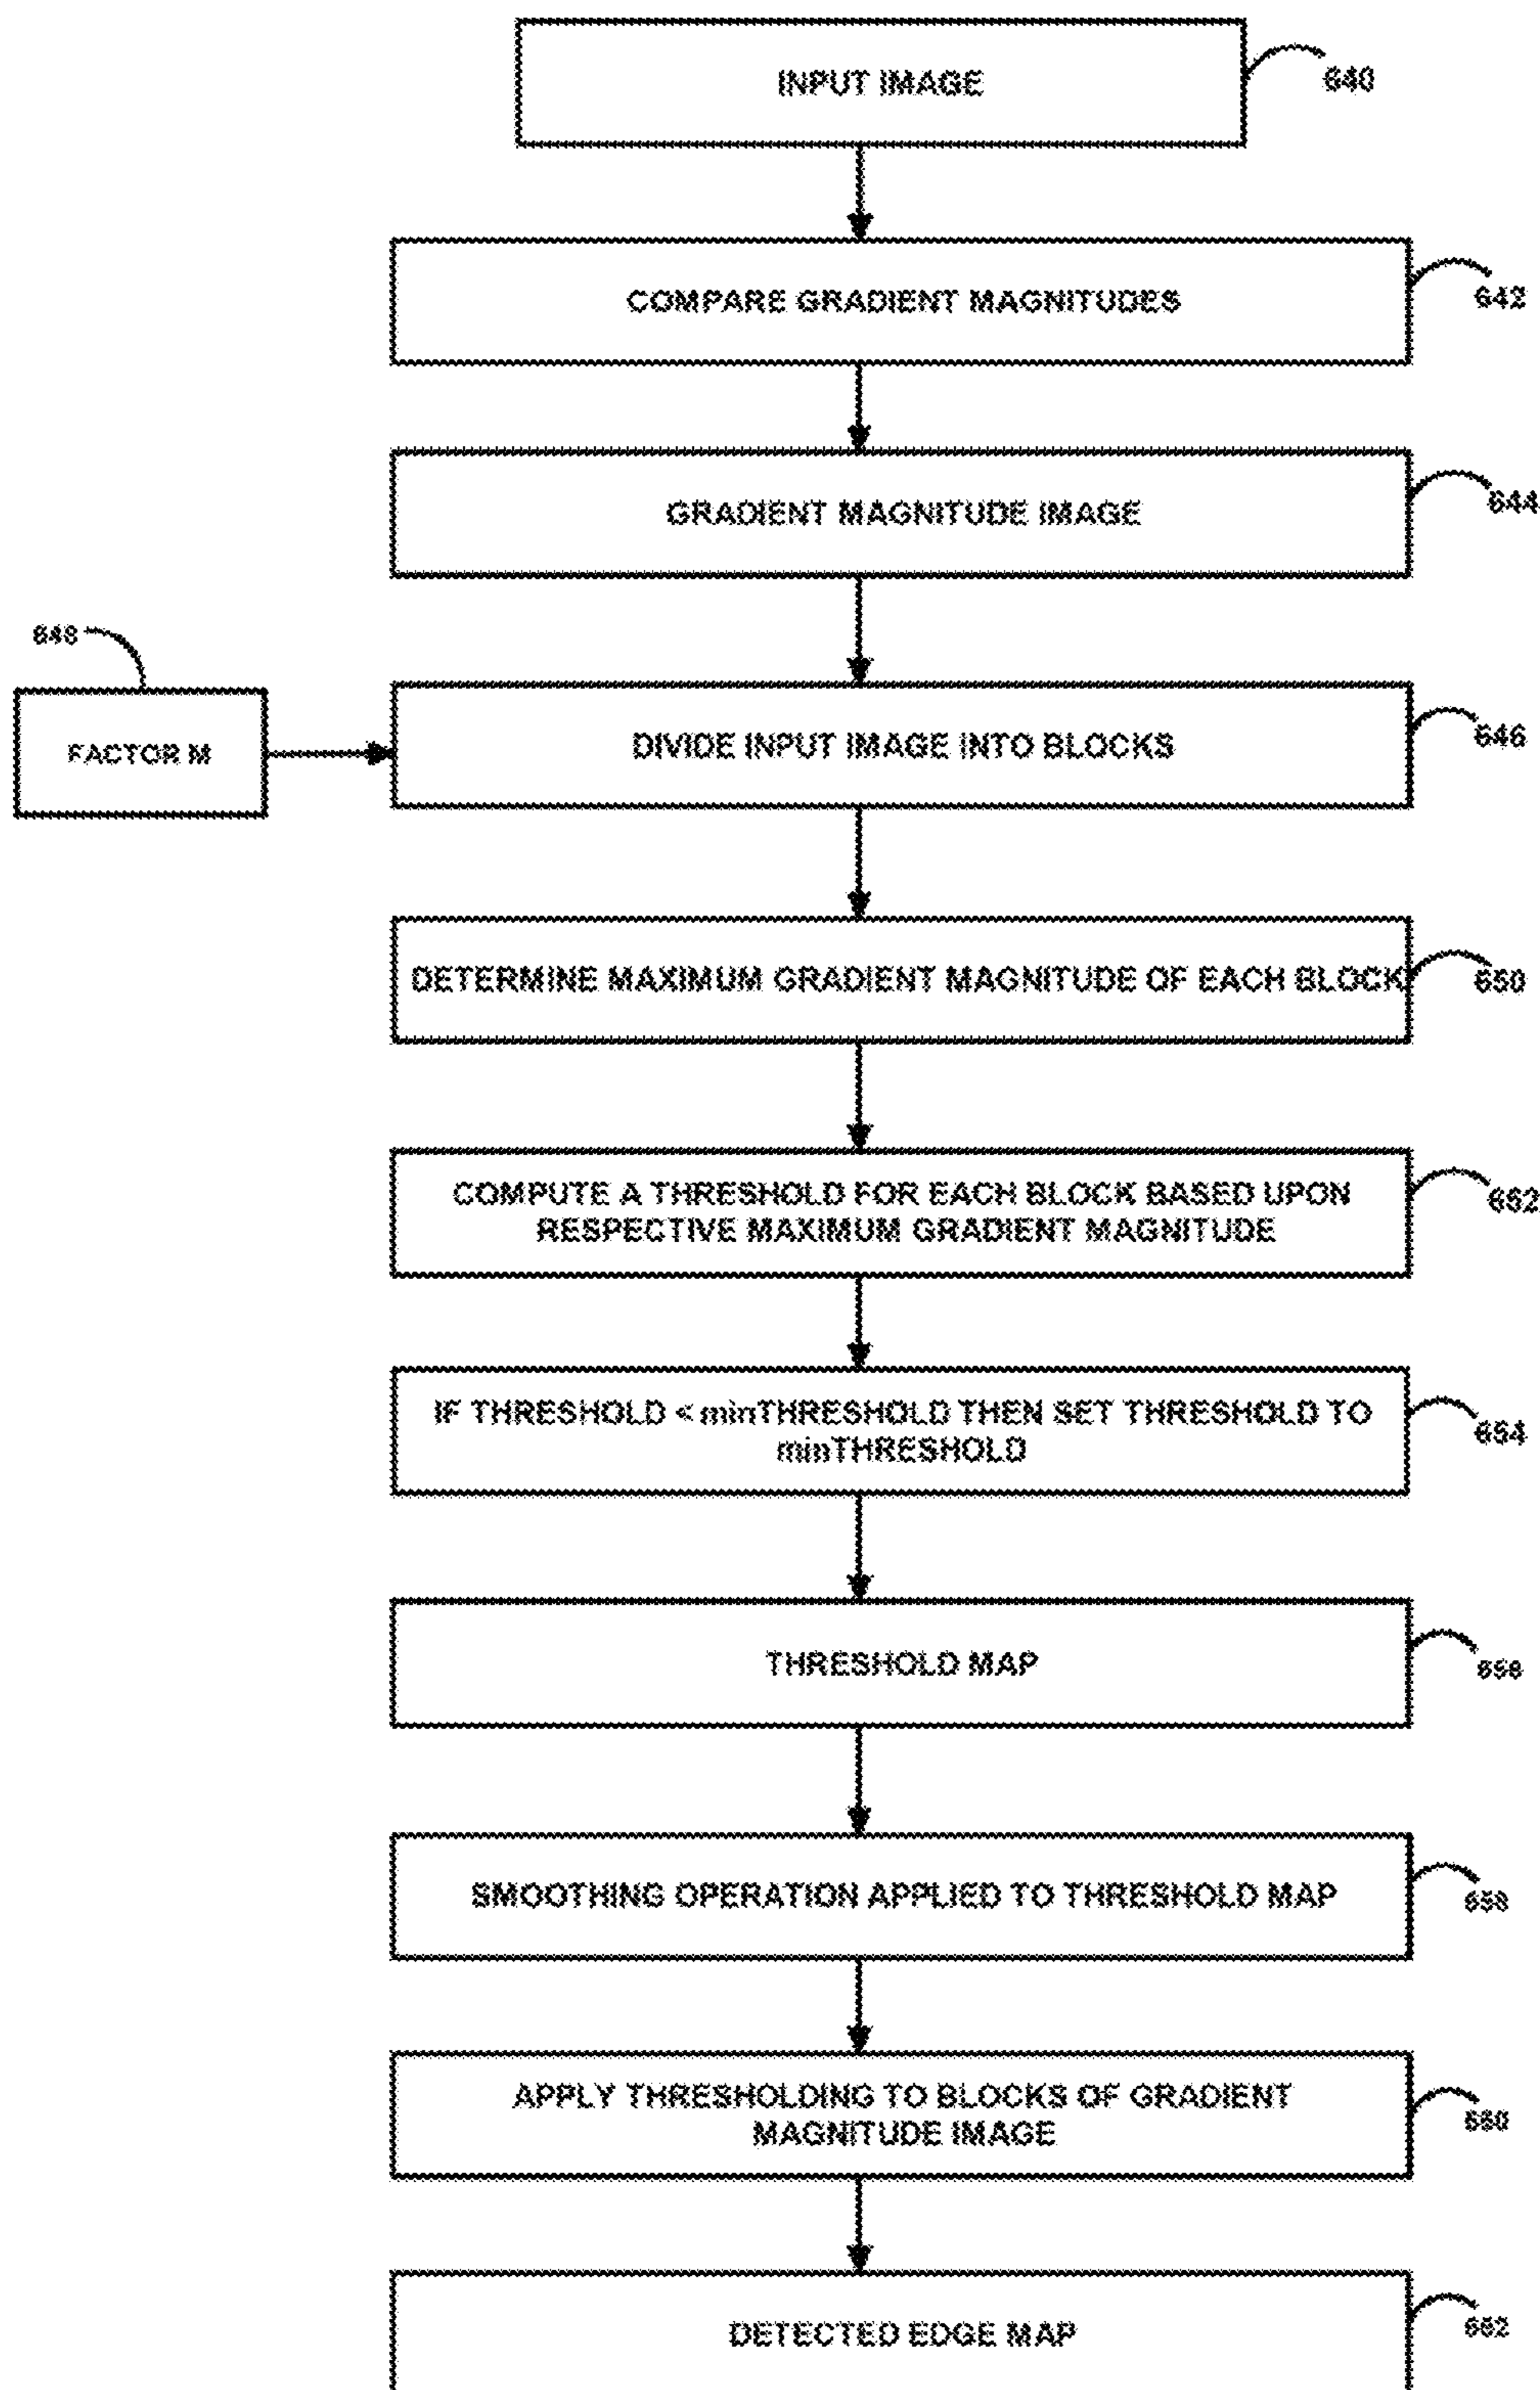 INPUT IMAGE
640
COMPARE GRADIENT MAGNITUDES
642
GRADIENT MAGNITUDE IMAGE
644
648
FACTOR M
DIVIDE INPUT IMAGE INTO BLOCKS
646
DETERMINE MAXIMUM GRADIENT MAGNITUDE OF EACH BLOCK
650
COMPUTE A THRESHOLD FOR EACH BLOCK BASED UPON
RESPECTIVE MAXIMUM GRADIENT MAGNITUDE
652
IF THRESHOLD < minTHRESHOLD THEN SET THRESHOLD TO
minTHRESHOLD
654
THRESHOLD MAP
656
SMOOTHING OPERATION APPLIED TO THRESHOLD MAP
658
APPLY THRESHOLDING TO BLOCKS OF GRADIENT
MAGNITUDE IMAGE
660
DETECTED EDGE MAP
662